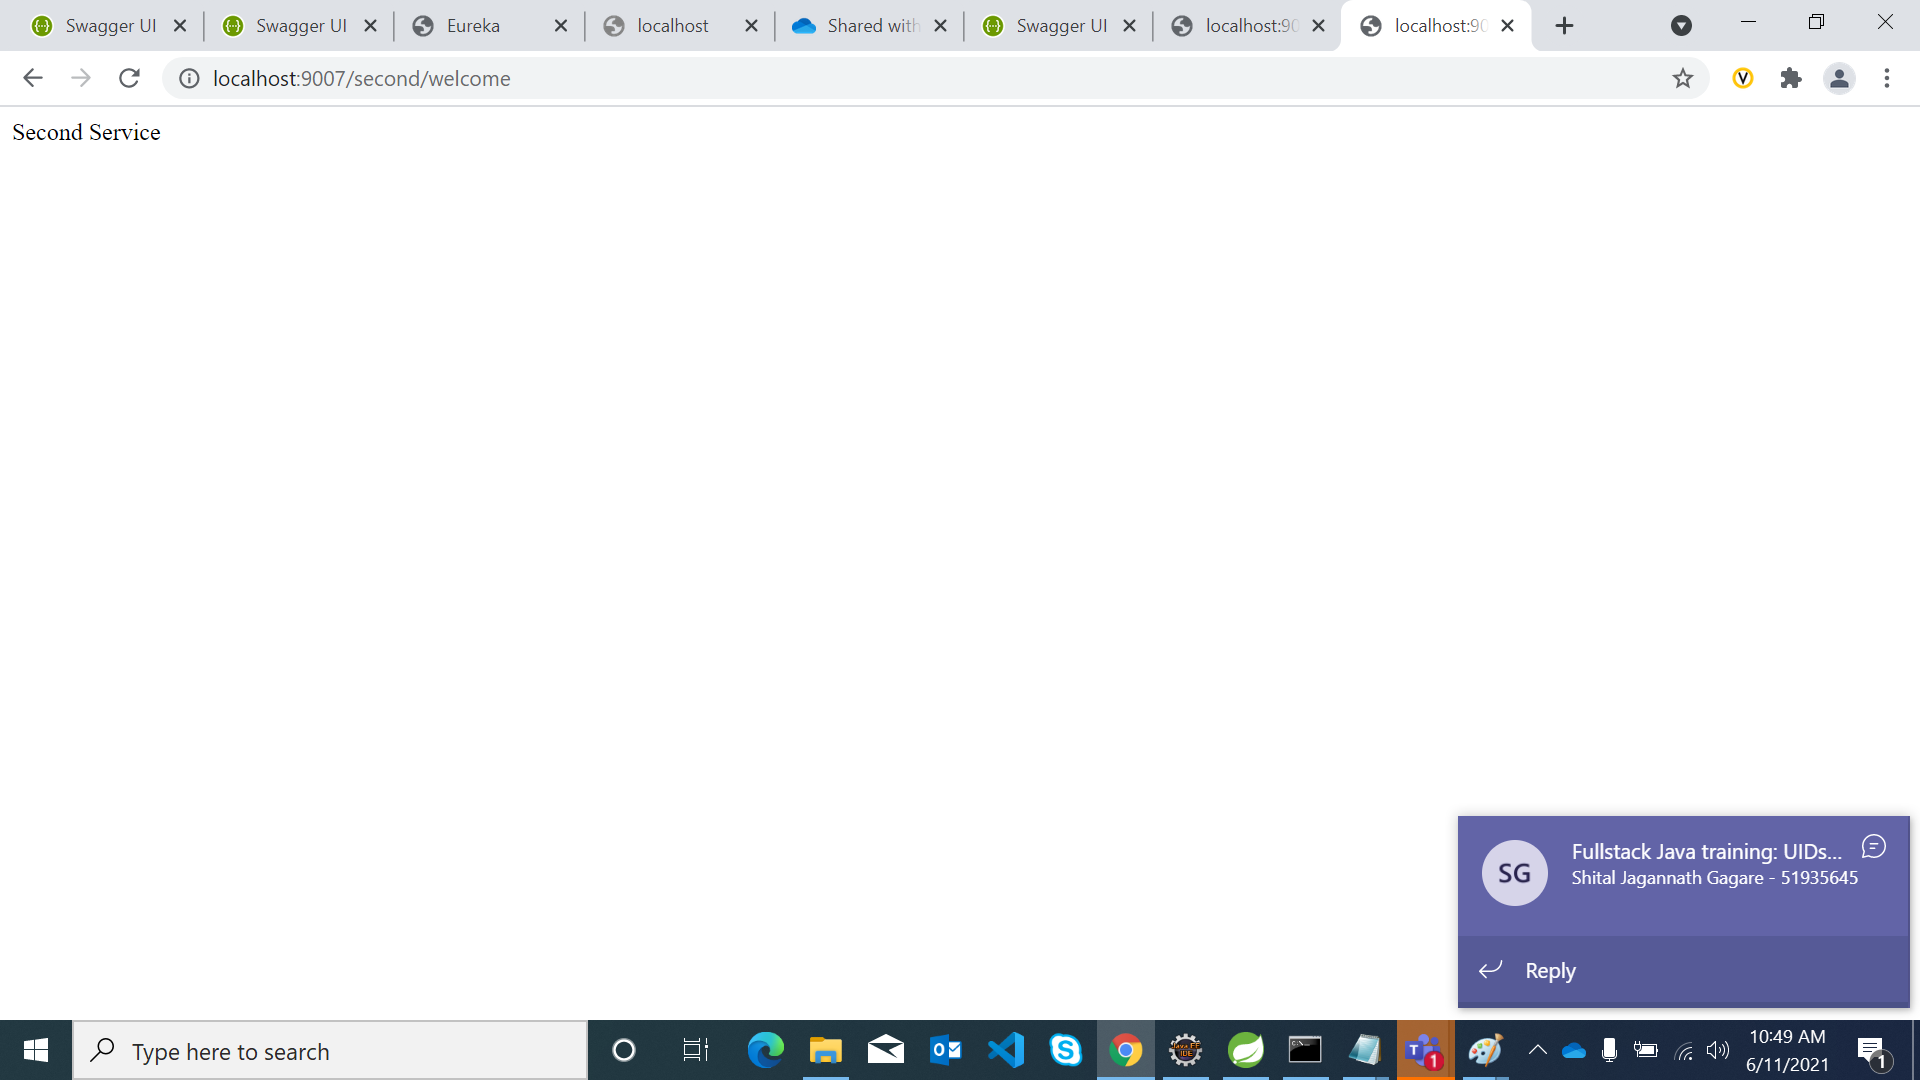 Swagger UI
Swagger UI
Eureka
localhost
Shared with
Swagger UI
localhost:90
localhost:90
localhost:9007/second/welcome
Second Service
SG
Fullstack Java training: UIDs...
Shital Jagannath Gagare - 51935645
Reply
Type here to search
10:49 AM
6/11/2021
1
1